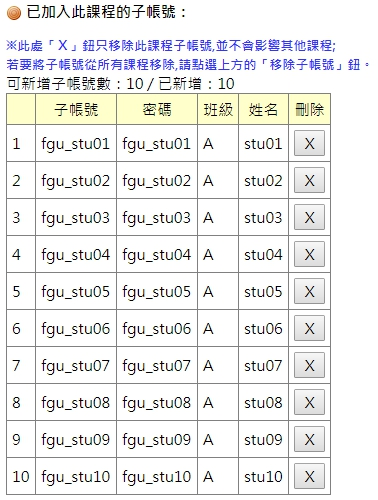 已加入此課程的子帳號：
※此處「X」鈕只移除此課程子帳號,並不會影響其他課程;
若要將子帳號從所有課程移除,請點選上方的「移除子帳號」鈕。
可新增子帳號數：10 / 已新增：10
子帳號 密碼 班級 姓名 刪除
1 fgu_stu01 fgu_stu01 A stu01 X
2 fgu_stu02 fgu_stu02 A stu02 X
3 fgu_stu03 fgu_stu03 A stu03 X
4 fgu_stu04 fgu_stu04 A stu04 X
5 fgu_stu05 fgu_stu05 A stu05 X
6 fgu_stu06 fgu_stu06 A stu06 X
7 fgu_stu07 fgu_stu07 A stu07 X
8 fgu_stu08 fgu_stu08 A stu08 X
9 fgu_stu09 fgu_stu09 A stu09 X
10 fgu_stu10 fgu_stu10 A stu10 X